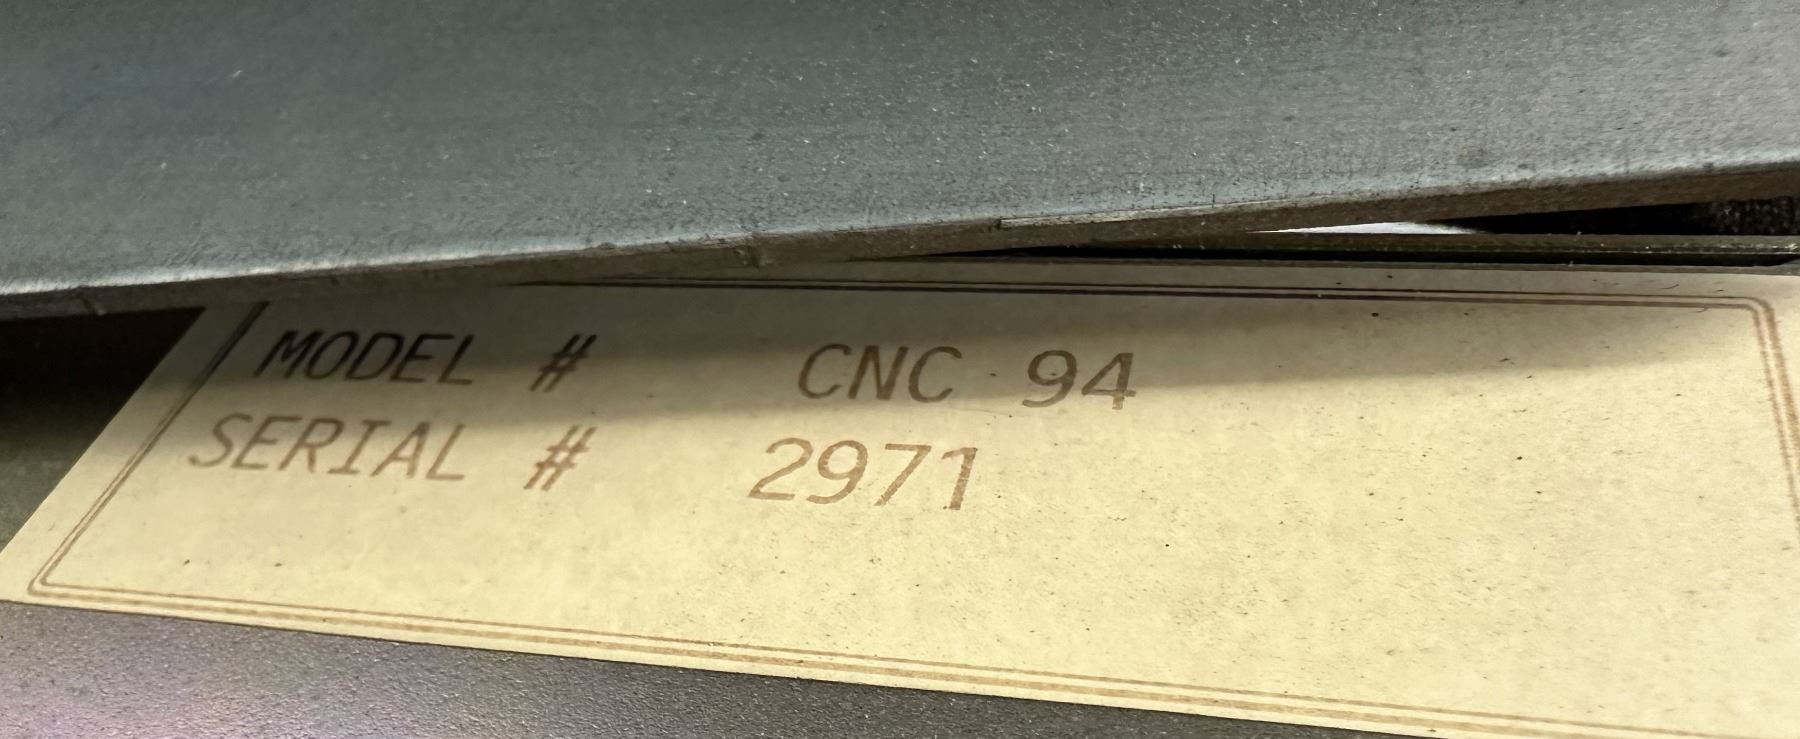 MODEL # CNC 94
SERIAL # 2971